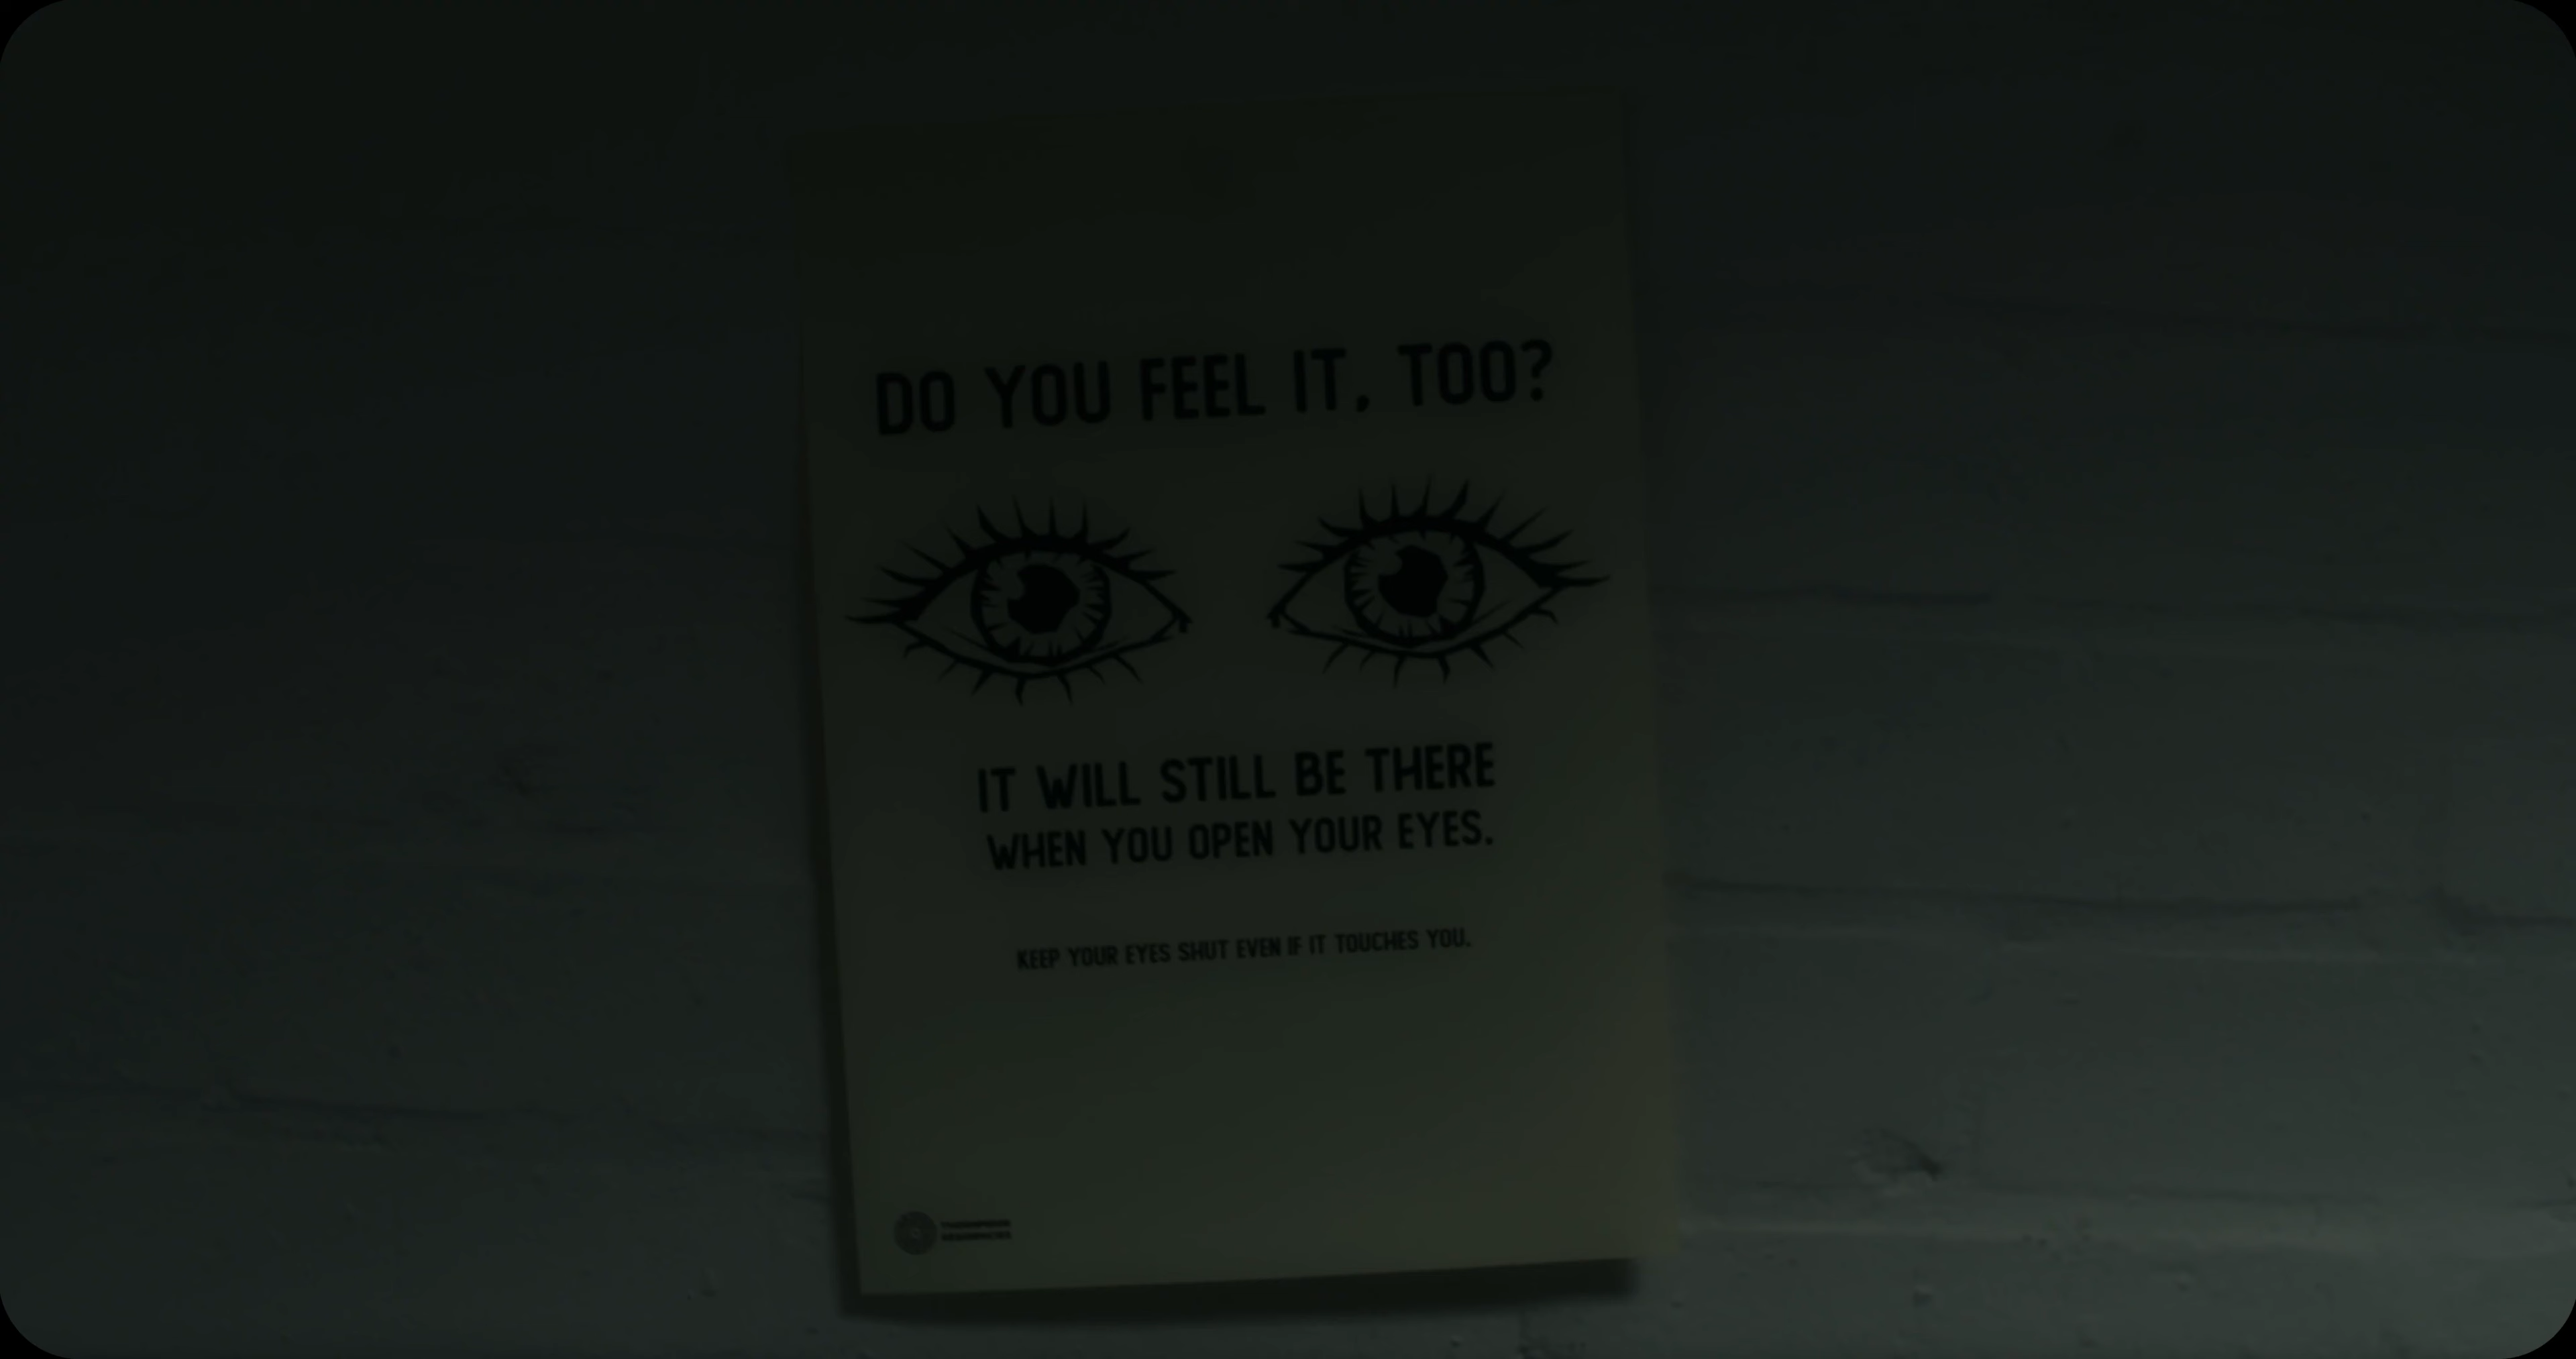 DO YOU FEEL IT, TOO?
IT WILL STILL BE THERE
WHEN YOU OPEN YOUR EYES.
KEEP YOUR EYES SHUT EVEN IF IT TOUCHES YOU.